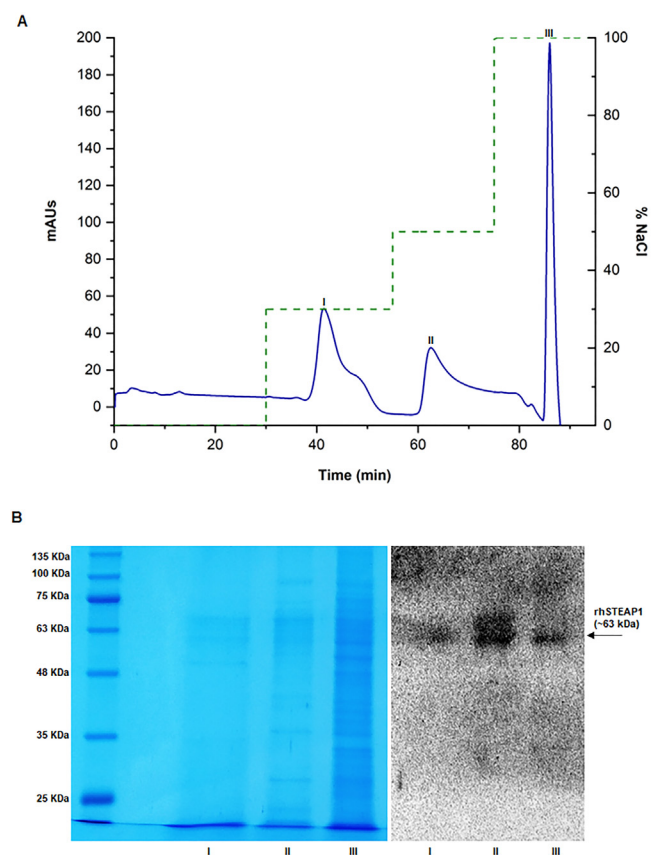 A
III
200
180
160
140
120
100
80
60
40
20
0
mAUs
100
80
60
40
20
0
% NaCl
I
II
0 20 40 60 80
Time (min)
B
135 KDa
100 KDa
75 KDa
63 KDa
48 KDa
35 KDa
25 KDa
rhSTEAP1
(~63 kDa)
I II III I II III